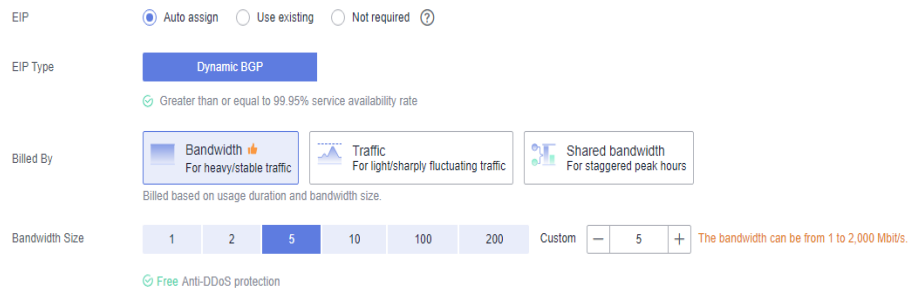 EIP Auto assign Use existing Not required ?
EIP Type Dynamic BGP
Greater than or equal to 99.95% service availability rate
Billed By Bandwidth Traffic Shared bandwidth
For heavy/stable traffic For light/sharply fluctuating traffic For staggered peak hours
Billed based on usage duration and bandwidth size.
Bandwidth Size 1 2 5 10 100 200 Custom − 5 + The bandwidth can be from 1 to 2,000 Mbit/s.
Free Anti-DDoS protection